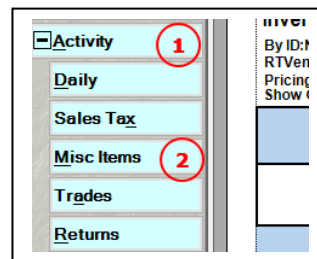 Activity
1
Daily
Sales Tax
Misc Items
2
Trades
Returns
By ID:
RTVen
Pricing
Show